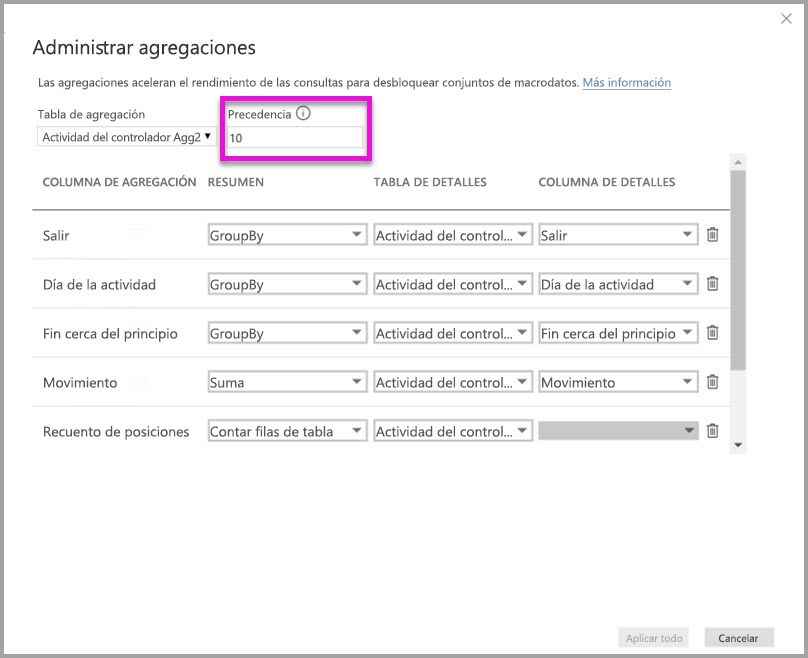 Administrar agregaciones
Las agregaciones aceleran el rendimiento de las consultas para desbloquear conjuntos de macrodatos. Más información
Tabla de agregación Precedencia
Actividad del controlador Agg2 10
COLUMNA DE AGREGACIÓN RESUMEN TABLA DE DETALLES COLUMNA DE DETALLES
Salir GroupBy Actividad del control... Salir
Día de la actividad GroupBy Actividad del control... Día de la actividad
Fin cerca del principio GroupBy Actividad del control... Fin cerca del principio
Movimiento Suma Actividad del control... Movimiento
Recuento de posiciones Contar filas de tabla Actividad del control...
Aplicar todo Cancelar